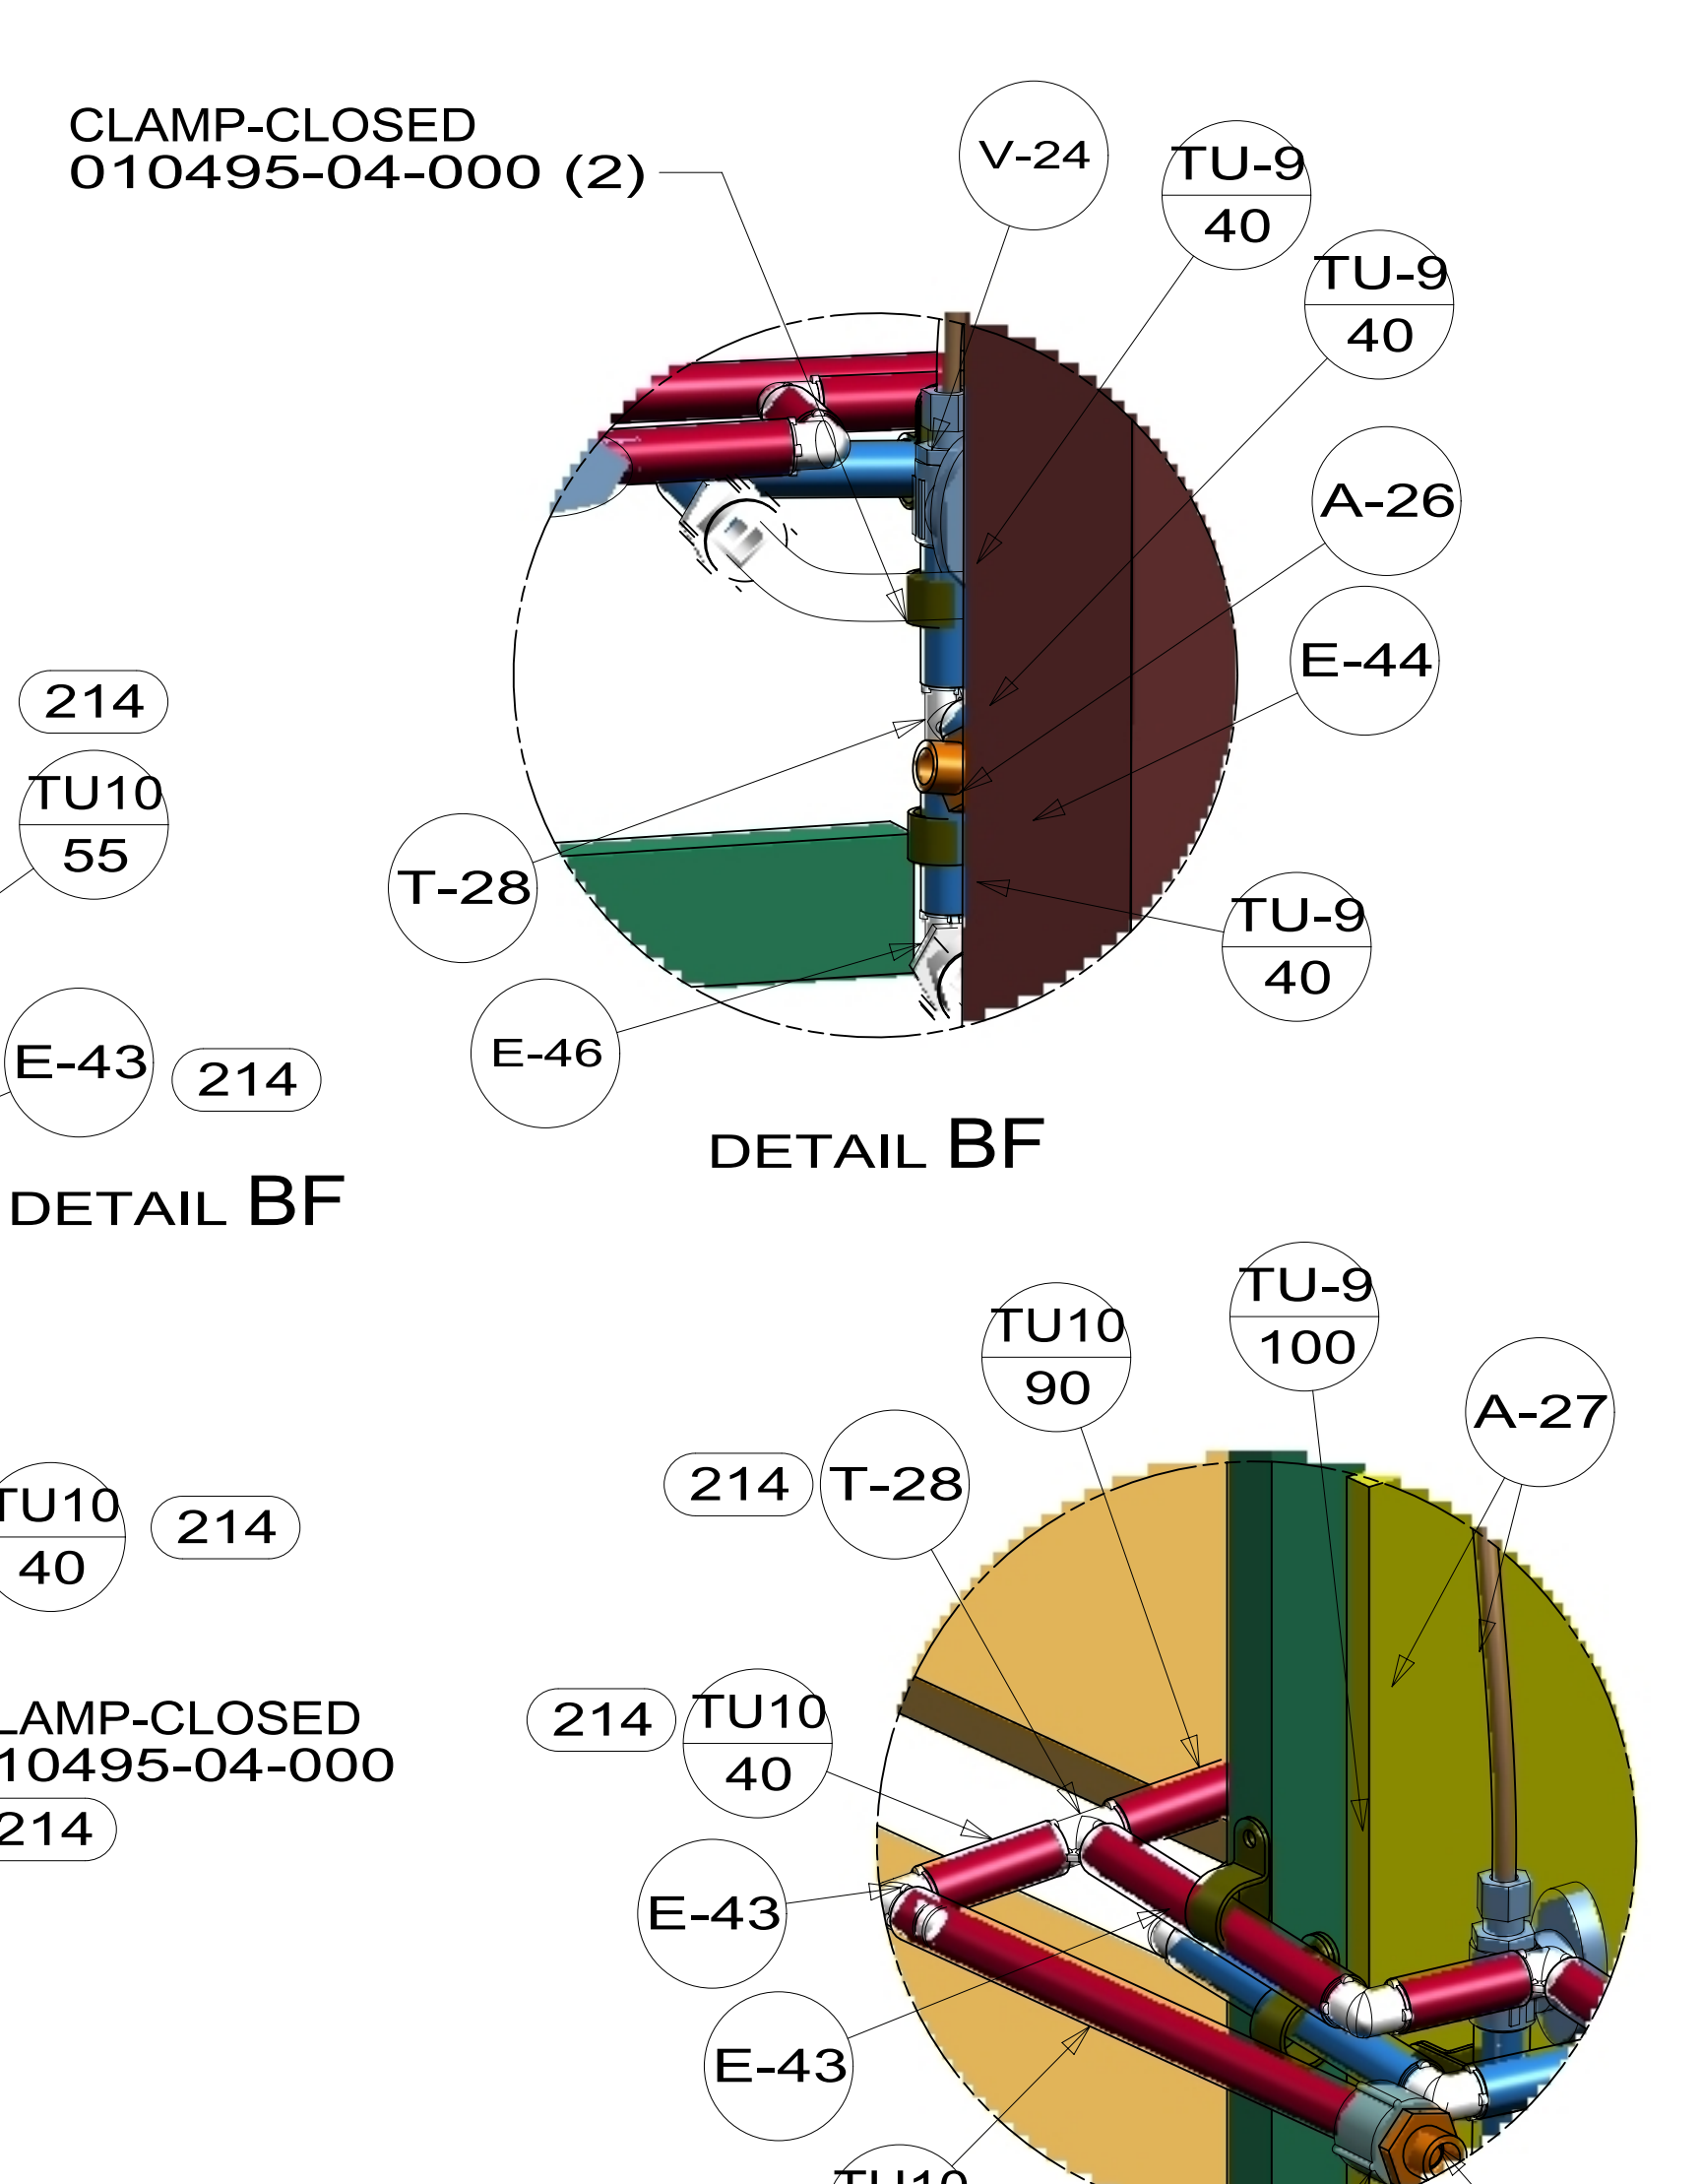 CLAMP-CLOSED
010495-04-000 (2)
V-24
TU-9
40
TU-9
40
A-26
E-44
214
TU10
55
T-28
TU-9
40
E-46
E-43
214
DETAIL BF
DETAIL BF
TU10
90
TU-9
100
A-27
214
T-28
TU10
40
214
214
TU10
40
LAMP-CLOSED
10495-04-000
214
E-43
E-43
TU10